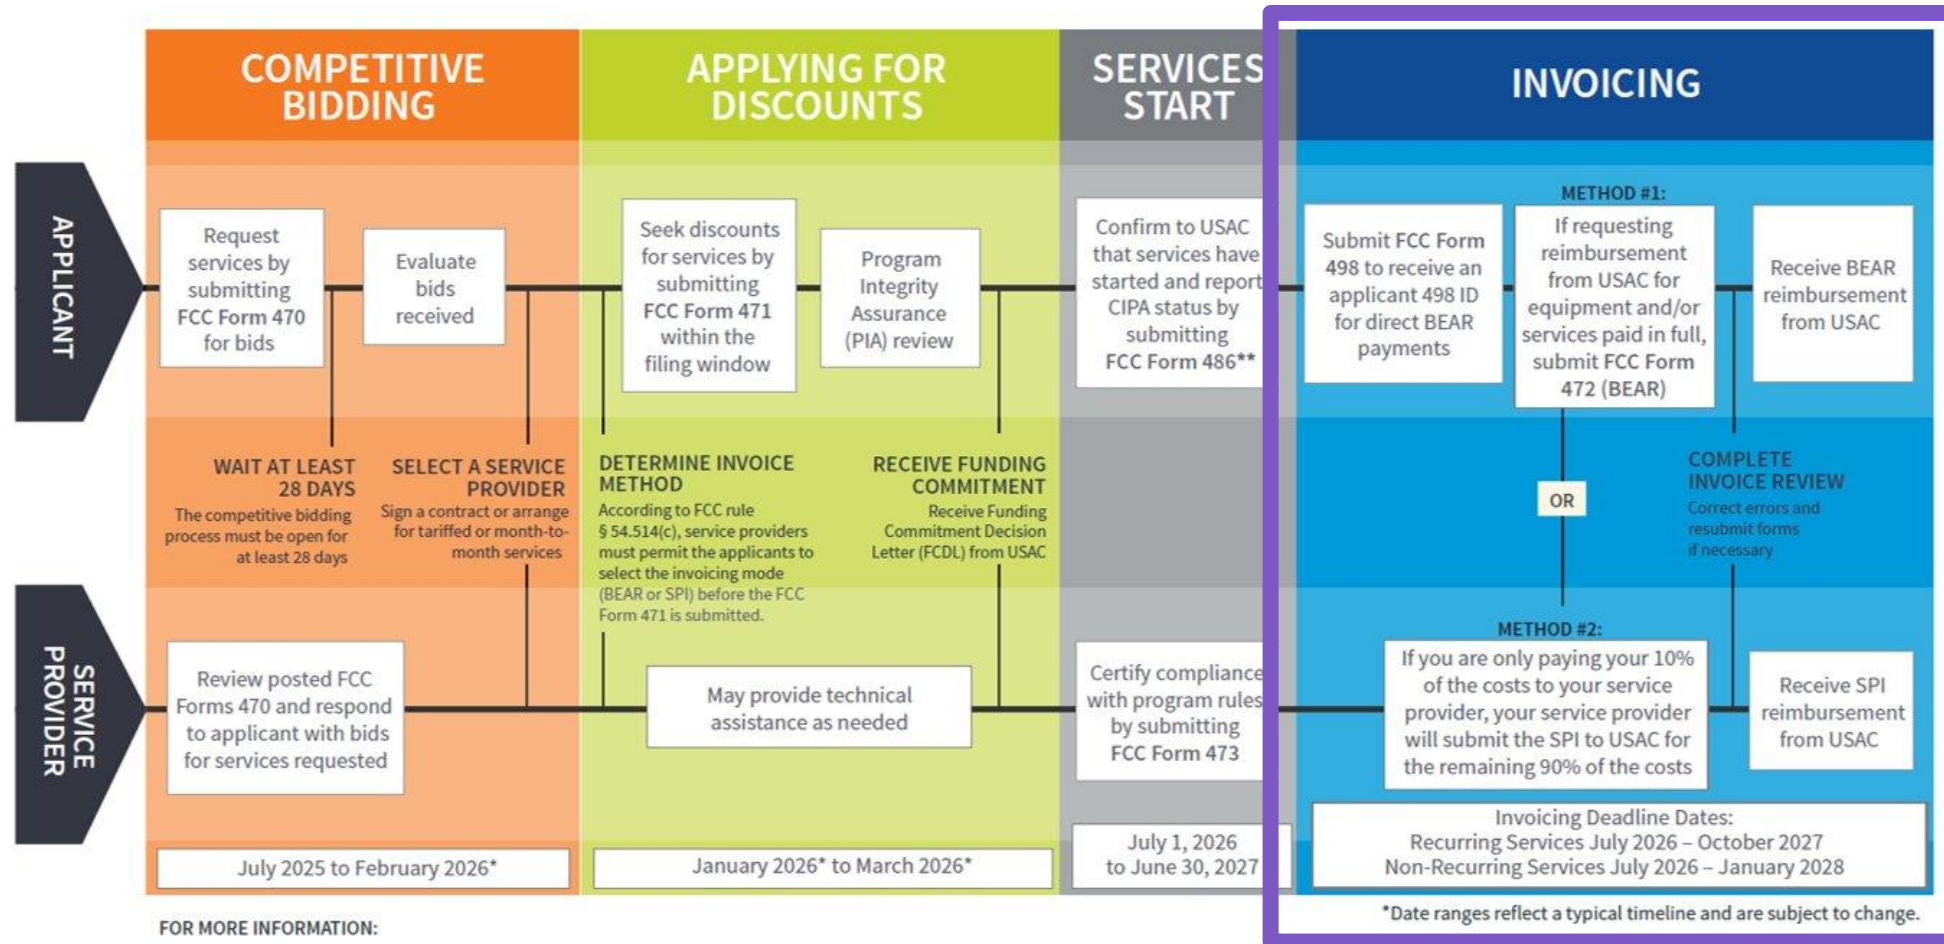 COMPETITIVE
BIDDING
APPLYING FOR
DISCOUNTS
SERVICES
START
INVOICING
APPLICANT
Request
services by
submitting
FCC Form 470
for bids
Evaluate
bids
received
Seek discounts
for services by
submitting
FCC Form 471
within the
filing window
Program
Integrity
Assurance
(PIA) review
Confirm to USAC
that services have
started and report
CIPA status by
submitting
FCC Form 486**
Submit FCC Form
498 to receive an
applicant 498 ID
for direct BEAR
payments
METHOD #1:
If requesting
reimbursement
from USAC for
equipment and/or
services paid in full,
submit FCC Form
472 (BEAR)
Receive BEAR
reimbursement
from USAC
WAIT AT LEAST
28 DAYS
The competitive bidding
process must be open for
at least 28 days
SELECT A SERVICE
PROVIDER
Sign a contract or arrange
for tariffed or month-to-
month services
DETERMINE INVOICE
METHOD
According to FCC rule
§ 54.514(c), service providers
must permit the applicants to
select the invoicing mode
(BEAR or SPI) before the FCC
Form 471 is submitted.
RECEIVE FUNDING
COMMITMENT
Receive Funding
Commitment Decision
Letter (FCDL) from USAC
OR
COMPLETE
INVOICE REVIEW
Correct errors and
resubmit forms
if necessary
SERVICE
PROVIDER
Review posted FCC
Forms 470 and respond
to applicant with bids
for services requested
May provide technical
assistance as needed
Certify compliance
with program rules
by submitting
FCC Form 473
METHOD #2:
If you are only paying your 10%
of the costs to your service
provider, your service provider
will submit the SPI to USAC for
the remaining 90% of the costs
Receive SPI
reimbursement
from USAC
July 2025 to February 2026*
January 2026* to March 2026*
July 1, 2026
to June 30, 2027
Invoicing Deadline Dates:
Recurring Services July 2026 – October 2027
Non-Recurring Services July 2026 – January 2028
*Date ranges reflect a typical timeline and are subject to change.
FOR MORE INFORMATION: